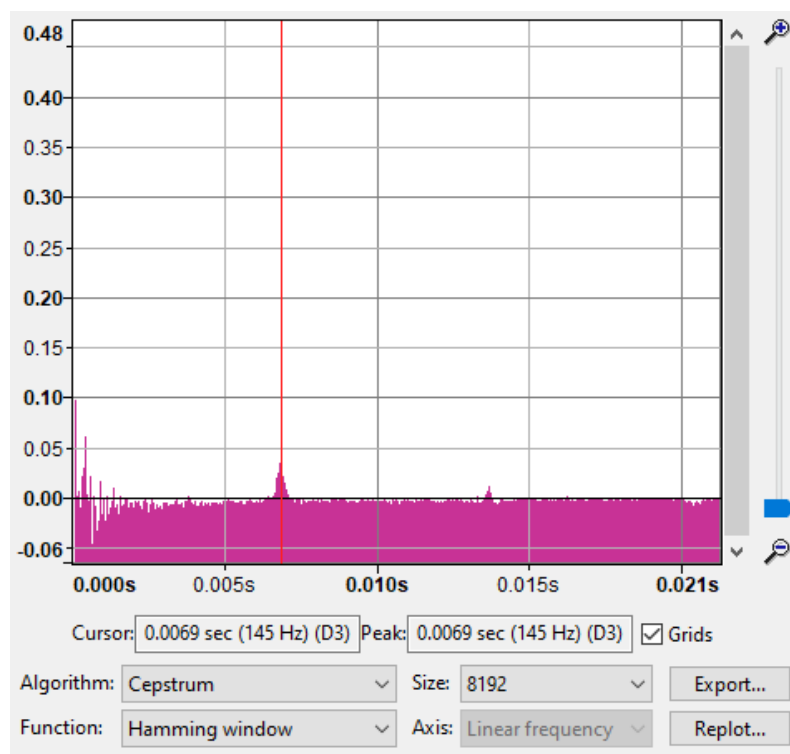 0.48
0.40
0.35
0.30
0.25
0.20
0.15
0.10
0.05
0.00
-0.06
0.000s 0.005s 0.010s 0.015s 0.021s
Cursor: 0.0069 sec (145 Hz) (D3) Peak: 0.0069 sec (145 Hz) (D3) Grids
Algorithm: Cepstrum Size: 8192 Export...
Function: Hamming window Axis: Linear frequency Replot...